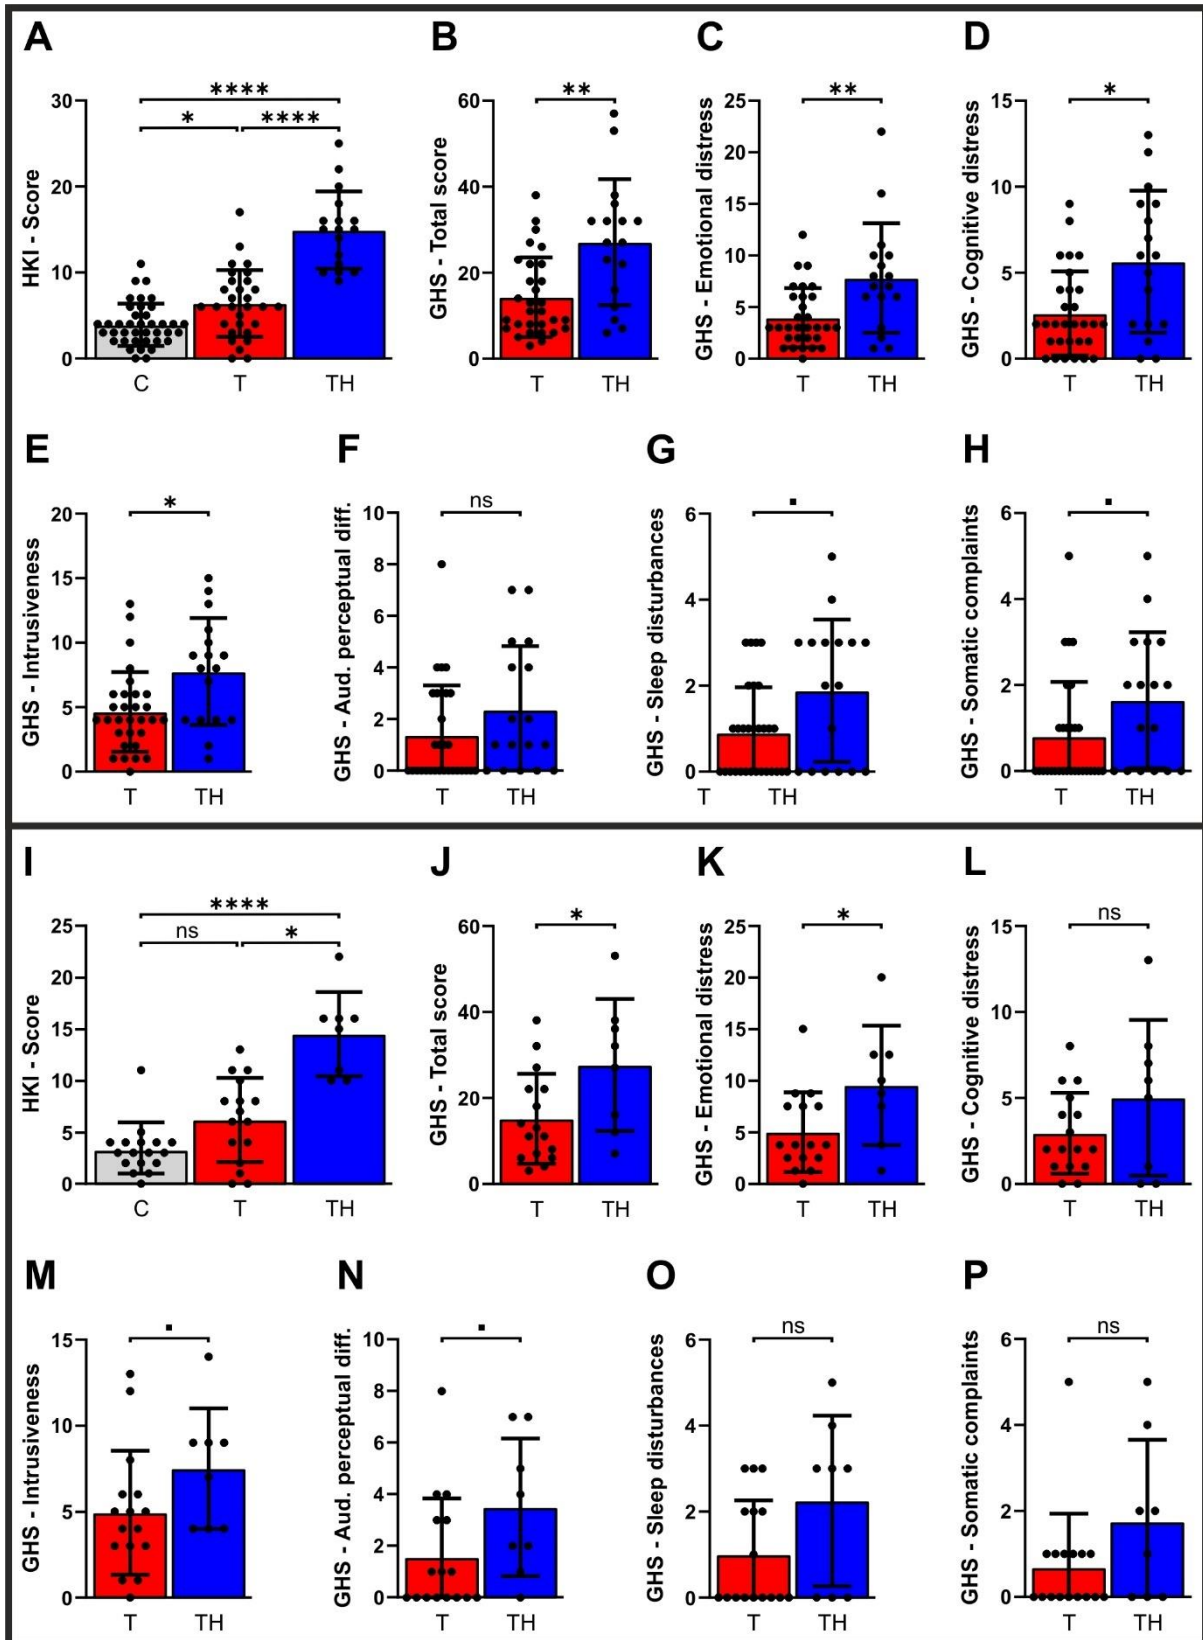 A
HKI - Score
30
20
10
0
****
* ****
C T TH
B
GHS - Total score
60
40
20
0
**
T TH
C
GHS - Emotional distress
25
20
15
10
5
0
**
T TH
D
GHS - Cognitive distress
15
10
5
0
*
T TH
E
GHS - Intrusiveness
20
15
10
5
0
*
T TH
F
GHS - Aud. perceptual diff.
10
8
6
4
2
0
ns
T TH
G
GHS - Sleep disturbances
6
4
2
0
▪
T TH
H
GHS - Somatic complaints
6
4
2
0
▪
T TH
I
HKI - Score
25
20
15
10
5
0
****
ns *
C T TH
J
GHS - Total score
60
40
20
0
*
T TH
K
GHS - Emotional distress
25
20
15
10
5
0
*
T TH
L
GHS - Cognitive distress
15
10
5
0
ns
T TH
M
GHS - Intrusiveness
15
10
5
0
▪
T TH
N
GHS - Aud. perceptual diff.
10
8
6
4
2
0
▪
T TH
O
GHS - Sleep disturbances
6
4
2
0
ns
T TH
P
GHS - Somatic complaints
6
4
2
0
ns
T TH